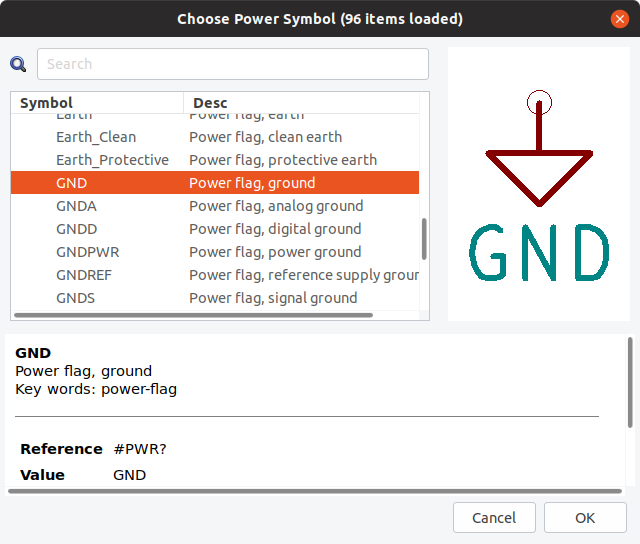 Choose Power Symbol (96 items loaded)
Search
Symbol Desc
Earth Power flag, earth
Earth_Clean Power flag, clean earth
Earth_Protective Power flag, protective earth
GND Power flag, ground
GNDA Power flag, analog ground
GNDD Power flag, digital ground
GNDPWR Power flag, power ground
GNDREF Power flag, reference supply groun
GNDS Power flag, signal ground
GND
GND
Power flag, ground
Key words: power-flag
Reference #PWR?
Value GND
Cancel OK